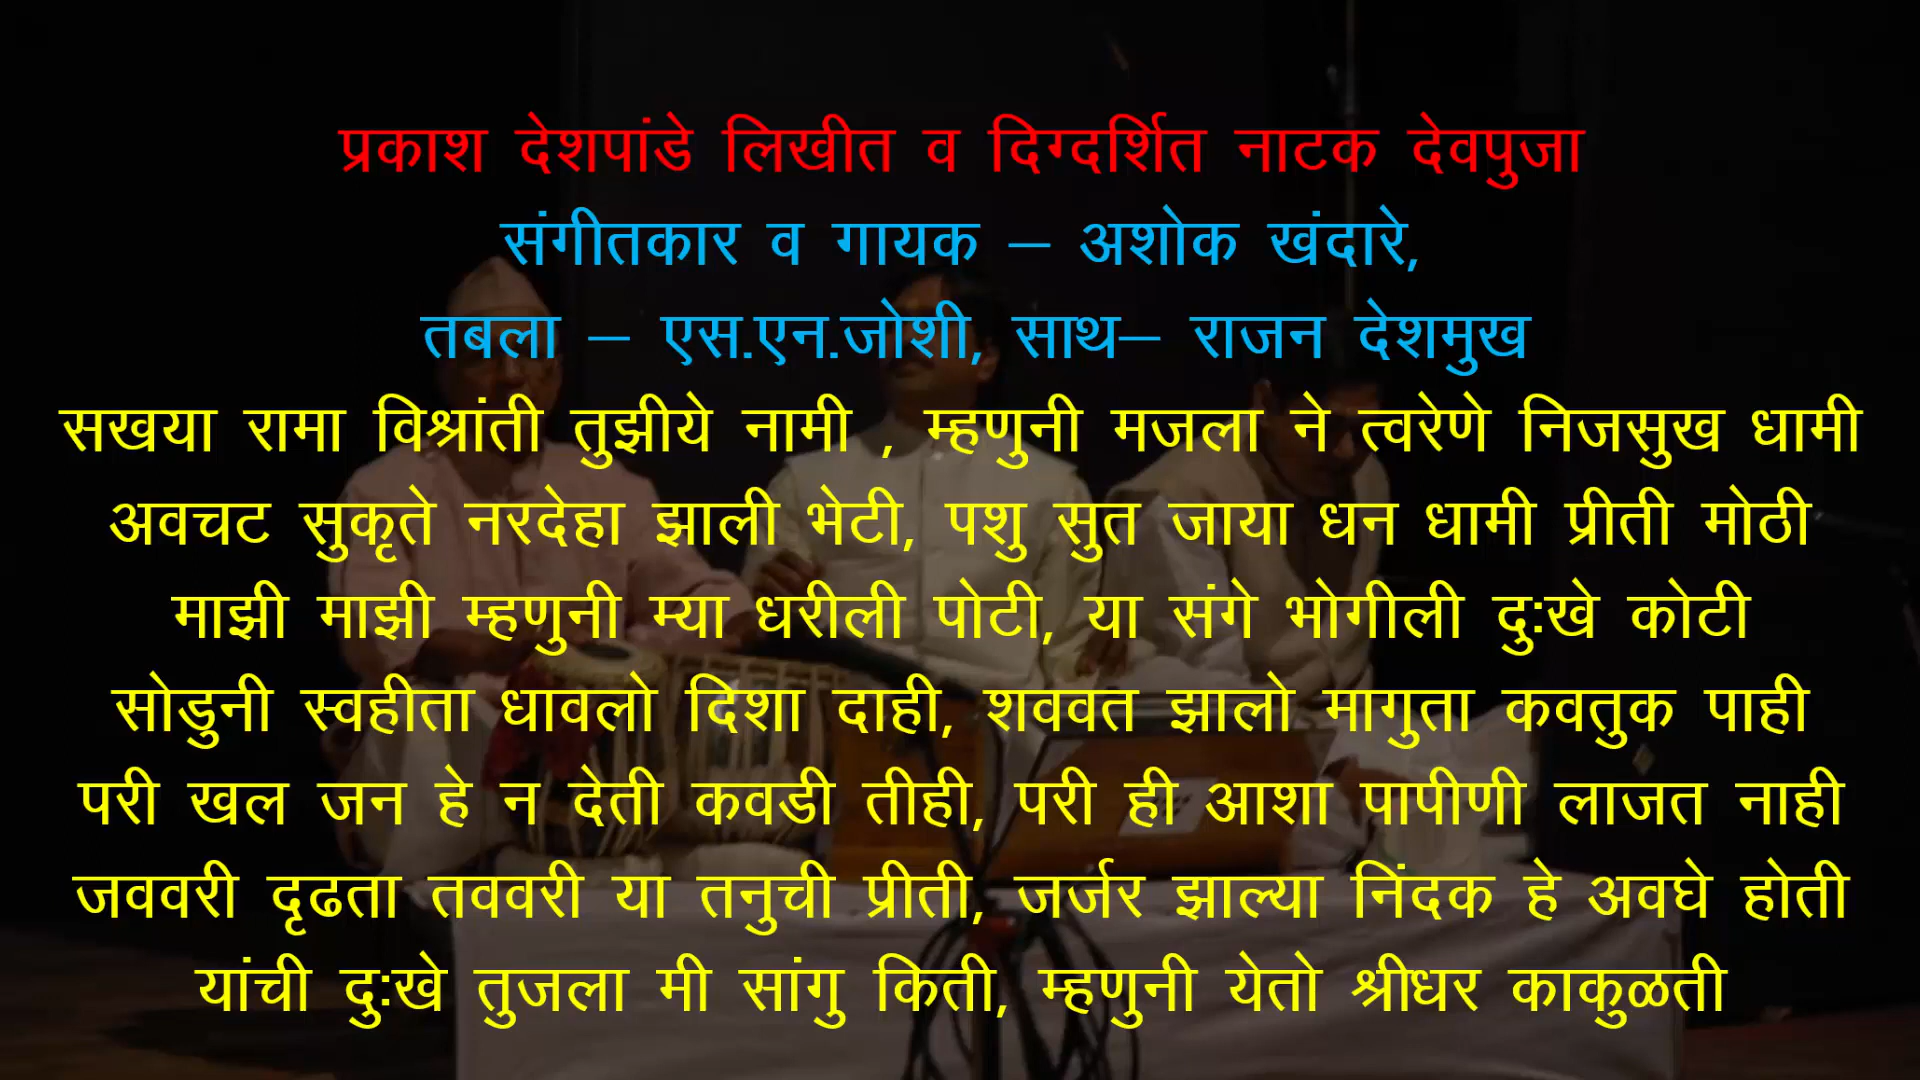 प्रकाश देशपांडे लिखीत व दिग्दर्शित नाटक देवपुजा
संगीतकार व गायक – अशोक खंदारे,
तबला – एस.एन.जोशी, साथ– राजन देशमुख
सखया रामा विश्रांती तुझीये नामी , म्हणुनी मजला ने त्वरेणे निजसुख धामी
अवचट सुकृते नरदेहा झाली भेटी, पशु सुत जाया धन धामी प्रीती मोठी
माझी माझी म्हणुनी म्या धरीली पोटी, या संगे भोगीली दुःखे कोटी
सोडुनी स्वहीता धावलो दिशा दाही, शववत झालो मागुता कवतुक पाही
परी खल जन हे न देती कवडी तीही, परी ही आशा पापीणी लाजत नाही
जववरी दृढता तववरी या तनुची प्रीती, जर्जर झाल्या निंदक हे अवघे होती
यांची दुःखे तुजला मी सांगु किती, म्हणुनी येतो श्रीधर काकुळती